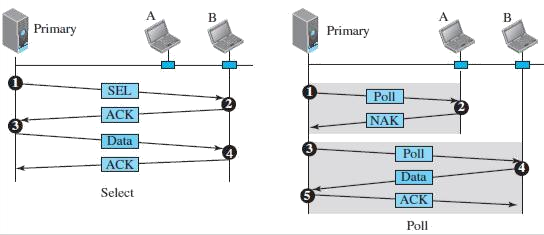 Primary
A
B
1
SEL
2
ACK
3
Data
4
ACK
Select
Primary
A
B
1
Poll
2
NAK
3
Poll
4
Data
5
ACK
Poll